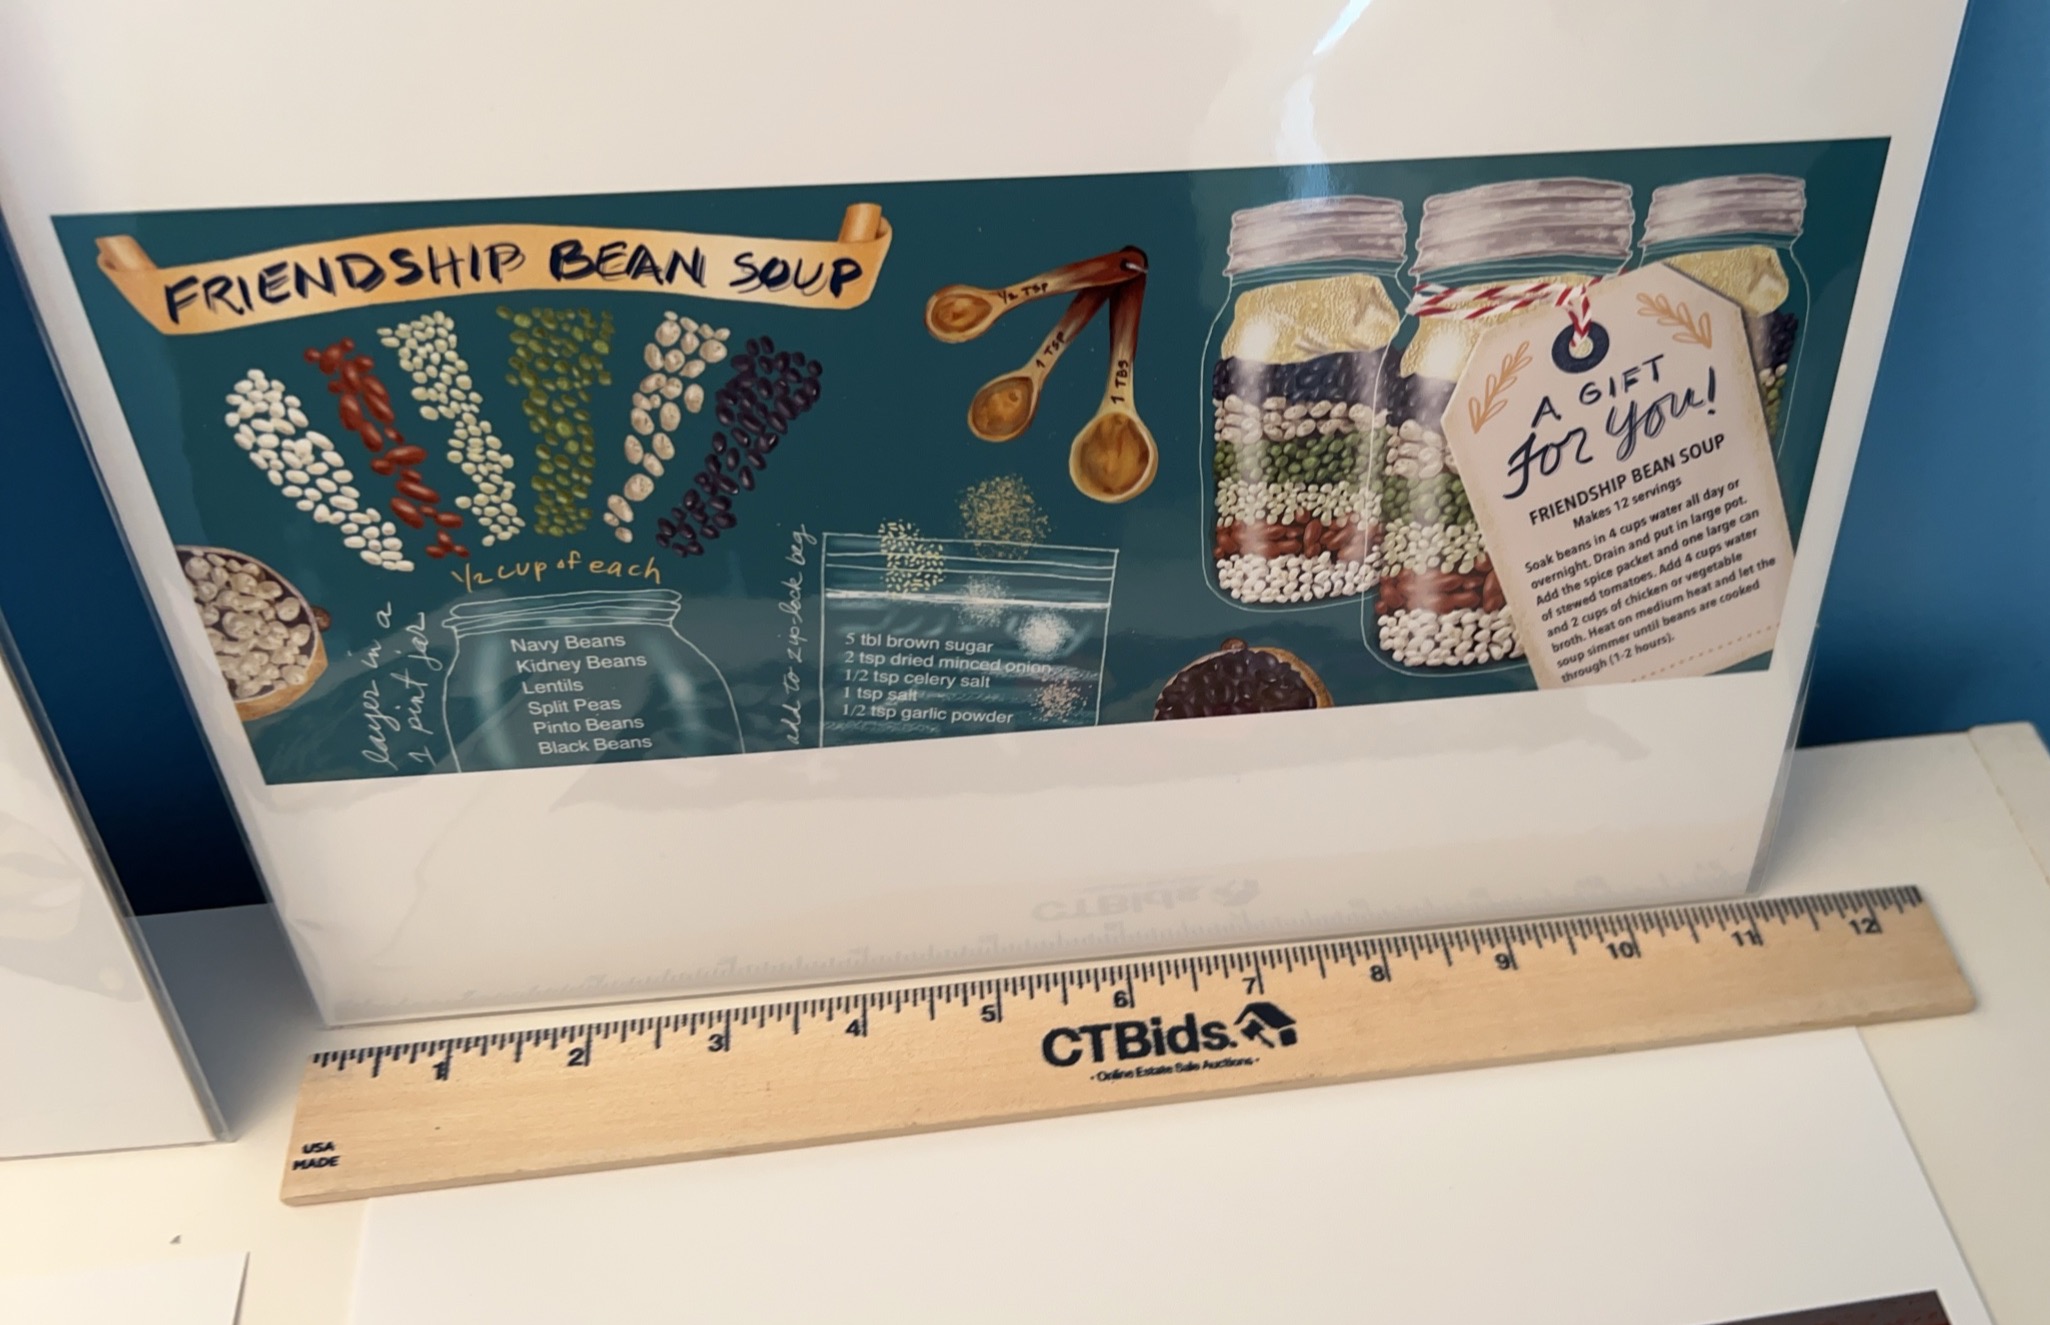 FRIENDSHIP BEAN SOUP
1/2 cup of each
layer in a
1 pint jar
Navy Beans
Kidney Beans
Lentils
Split Peas
Pinto Beans
Black Beans
add to zip-lock bag
5 tbl brown sugar
2 tsp dried minced onion
1/2 tsp celery salt
1 tsp salt
1/2 tsp garlic powder
1/2 TSP
1 TSP
1 TBS
A GIFT
For You!
FRIENDSHIP BEAN SOUP
Makes 12 servings
Soak beans in 4 cups water all day or
overnight. Drain and put in large pot.
Add the spice packet and one large can
of stewed tomatoes. Add 4 cups water
and 2 cups of chicken or vegetable
broth. Heat on medium heat and let the
soup simmer until beans are cooked
through (1-2 hours).
CTBids
1 2 3 4 5 6 7 8 9 10 11 12
CTBids.
· Online Estate Sale Auctions ·
USA
MADE